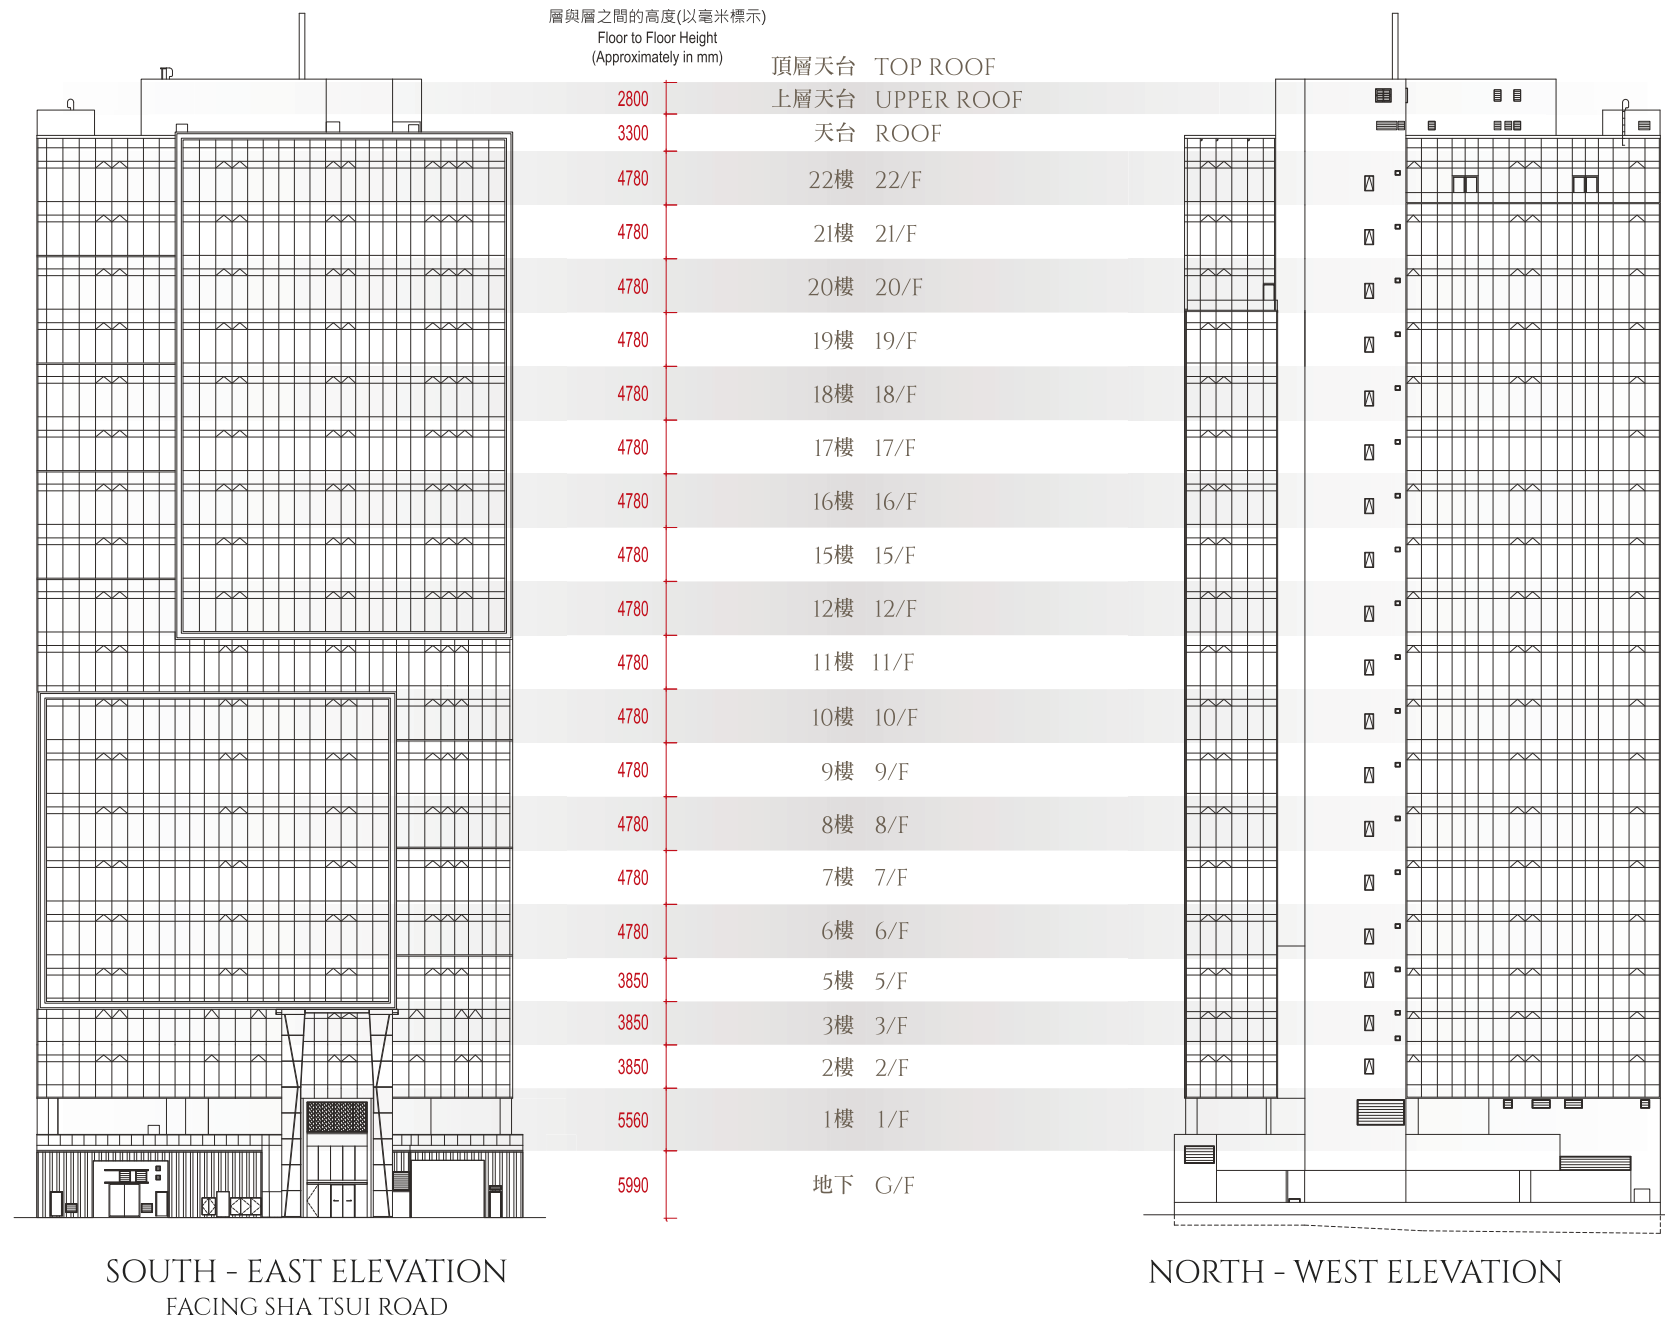 層與層之間的高度(以毫米標示)
Floor to Floor Height
(Approximately in mm)
頂層天台 TOP ROOF
2800 上層天台 UPPER ROOF
3300 天台 ROOF
4780 22樓 22/F
4780 21樓 21/F
4780 20樓 20/F
4780 19樓 19/F
4780 18樓 18/F
4780 17樓 17/F
4780 16樓 16/F
4780 15樓 15/F
4780 12樓 12/F
4780 11樓 11/F
4780 10樓 10/F
4780 9樓 9/F
4780 8樓 8/F
4780 7樓 7/F
4780 6樓 6/F
3850 5樓 5/F
3850 3樓 3/F
3850 2樓 2/F
5560 1樓 1/F
5990 地下 G/F
SOUTH - EAST ELEVATION
FACING SHA TSUI ROAD
NORTH - WEST ELEVATION